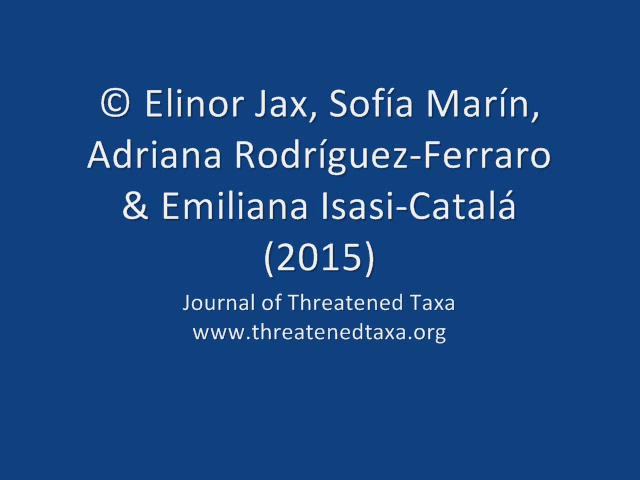 © Elinor Jax, Sofía Marín,
Adriana Rodríguez-Ferraro
& Emiliana Isasi-Catalá
(2015)
Journal of Threatened Taxa
www.threatenedtaxa.org